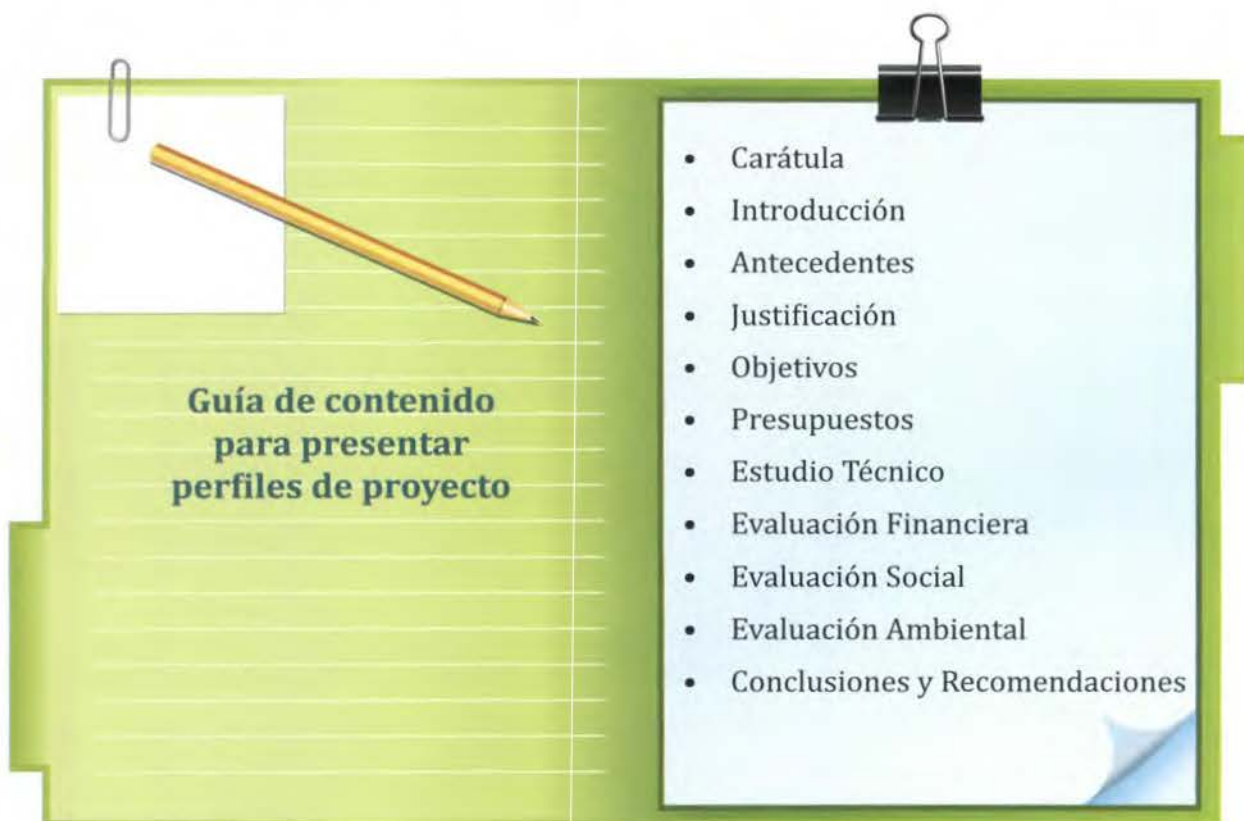 Guía de contenido
para presentar
perfiles de proyecto
• Carátula
• Introducción
• Antecedentes
• Justificación
• Objetivos
• Presupuestos
• Estudio Técnico
• Evaluación Financiera
• Evaluación Social
• Evaluación Ambiental
• Conclusiones y Recomendaciones